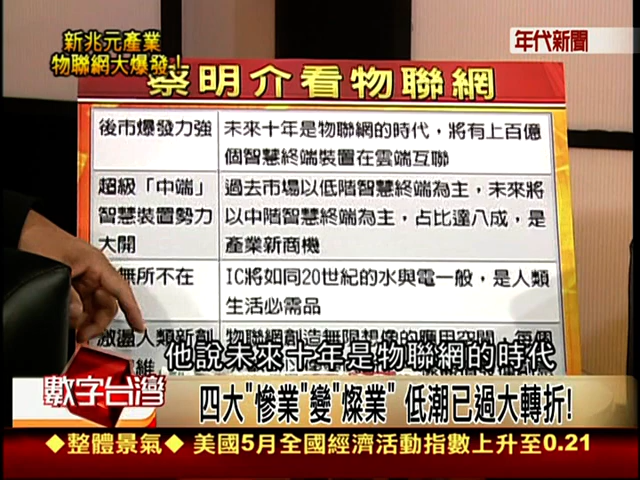 新兆元產業
物聯網大爆發!
年代新聞
蔡明介看物聯網
後市爆發力強
未來十年是物聯網的時代，將有上百億
個智慧終端裝置在雲端互聯
超級「中端」
智慧裝置勢力
大開
過去市場以低階智慧終端為主，未來將
以中階智慧終端為主，占比達八成，是
產業新商機
無所不在
IC將如同20世紀的水與電一般，是人類
生活必需品
激盪人類新創
維
物聯網創造無限想像的應用空間，每個
他說未來十年是物聯網的時代
數字台灣
四大"慘業"變"燦業" 低潮已過大轉折!
◆整體景氣◆美國5月全國經濟活動指數上升至0.21